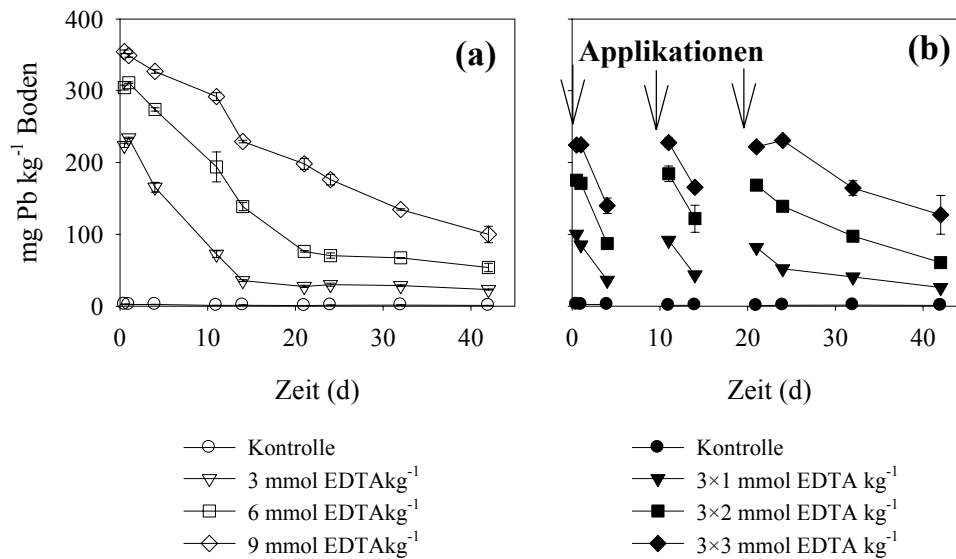 mg Pb kg⁻¹ Boden
400
300
200
100
0
(a)
0 10 20 30 40
Zeit (d)
Applikationen
(b)
0 10 20 30 40
Zeit (d)
Kontrolle
3 mmol EDTAkg⁻¹
6 mmol EDTAkg⁻¹
9 mmol EDTAkg⁻¹
Kontrolle
3×1 mmol EDTA kg⁻¹
3×2 mmol EDTA kg⁻¹
3×3 mmol EDTA kg⁻¹